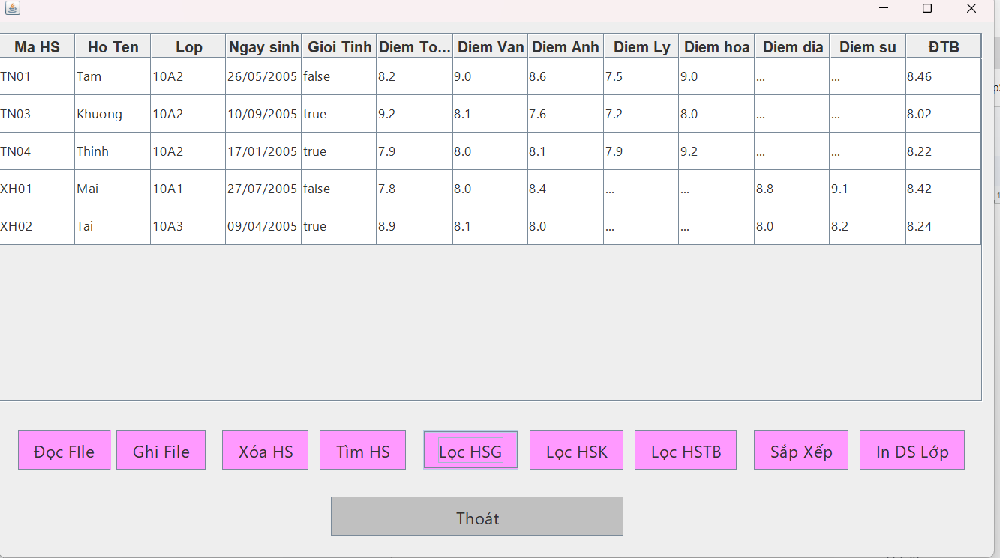 Ma HS Ho Ten Lop Ngay sinh Gioi Tinh Diem To... Diem Van Diem Anh Diem Ly Diem hoa Diem dia Diem su ĐTB
TN01 Tam 10A2 26/05/2005 false 8.2 9.0 8.6 7.5 9.0 ... ... 8.46
TN03 Khuong 10A2 10/09/2005 true 9.2 8.1 7.6 7.2 8.0 ... ... 8.02
TN04 Thinh 10A2 17/01/2005 true 7.9 8.0 8.1 7.9 9.2 ... ... 8.22
XH01 Mai 10A1 27/07/2005 false 7.8 8.0 8.4 ... ... 8.8 9.1 8.42
XH02 Tai 10A3 09/04/2005 true 8.9 8.1 8.0 ... ... 8.0 8.2 8.24
Đọc FIle Ghi File Xóa HS Tìm HS Lọc HSG Lọc HSK Lọc HSTB Sắp Xếp In DS Lớp
Thoát